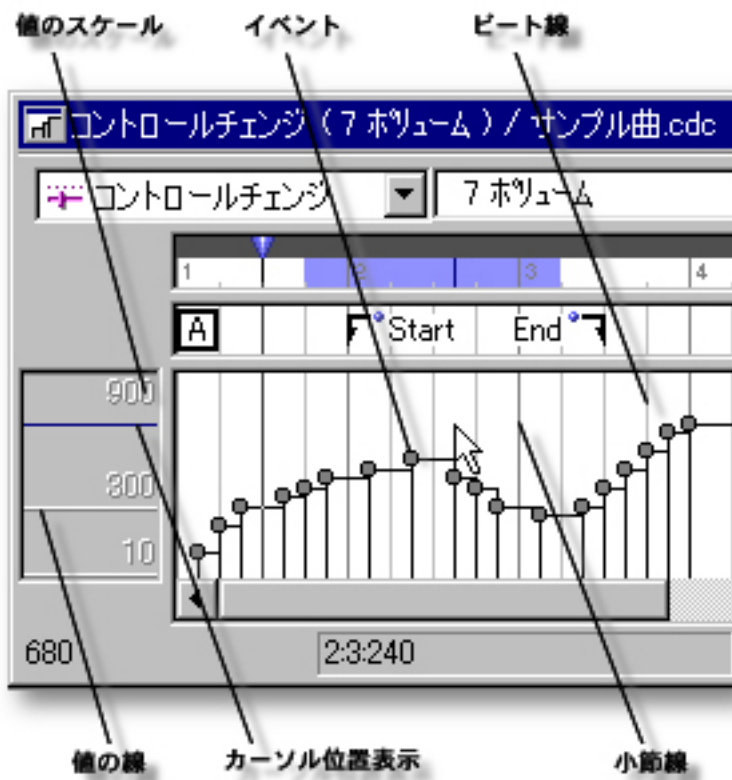 値のスケール イベント ビート線
コントロールチェンジ (7 ボリューム) / サンプル曲.cdc
コントロールチェンジ 7 ボリューム
1 2 3 4
A Start End
900
300
10
680 2:3:240
値の線 カーソル位置表示 小節線